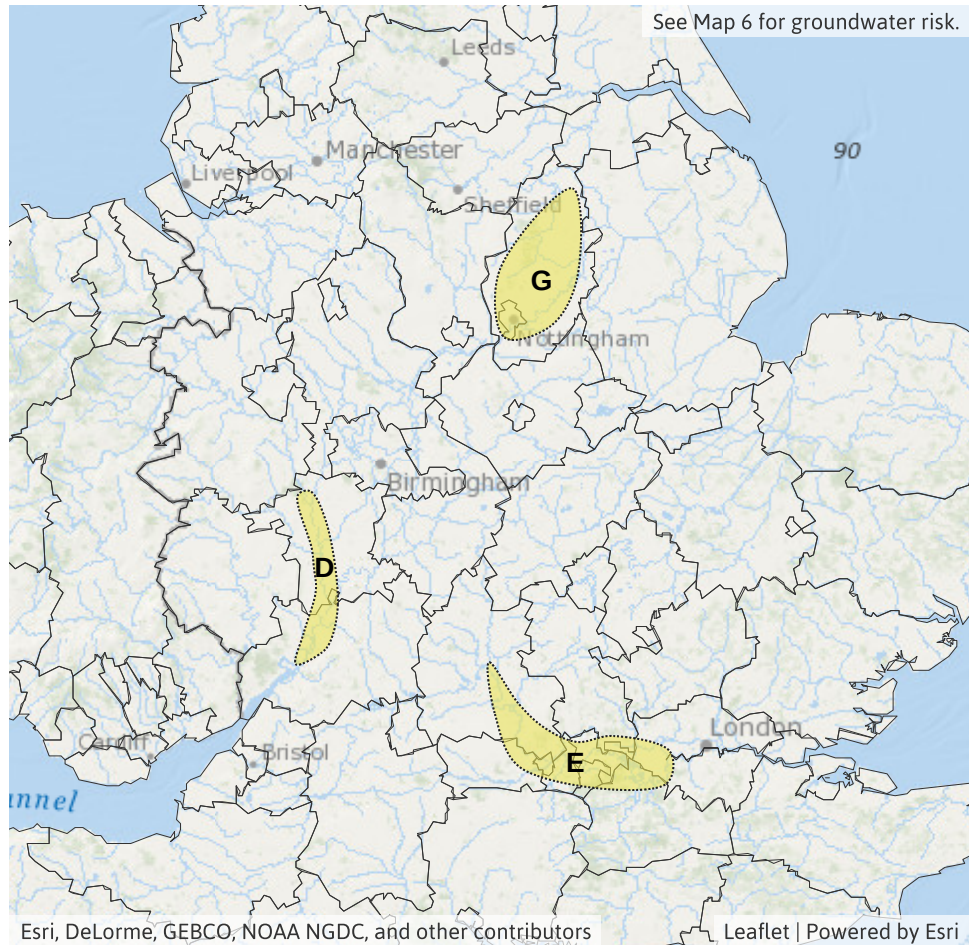 See Map 6 for groundwater risk.
Leeds
Manchester
90
Liverpool
Sheffield
G
Nottingham
Birmingham
D
London
Cardiff
Bristol
E
annel
Esri, DeLorme, GEBCO, NOAA NGDC, and other contributors
Leaflet | Powered by Esri